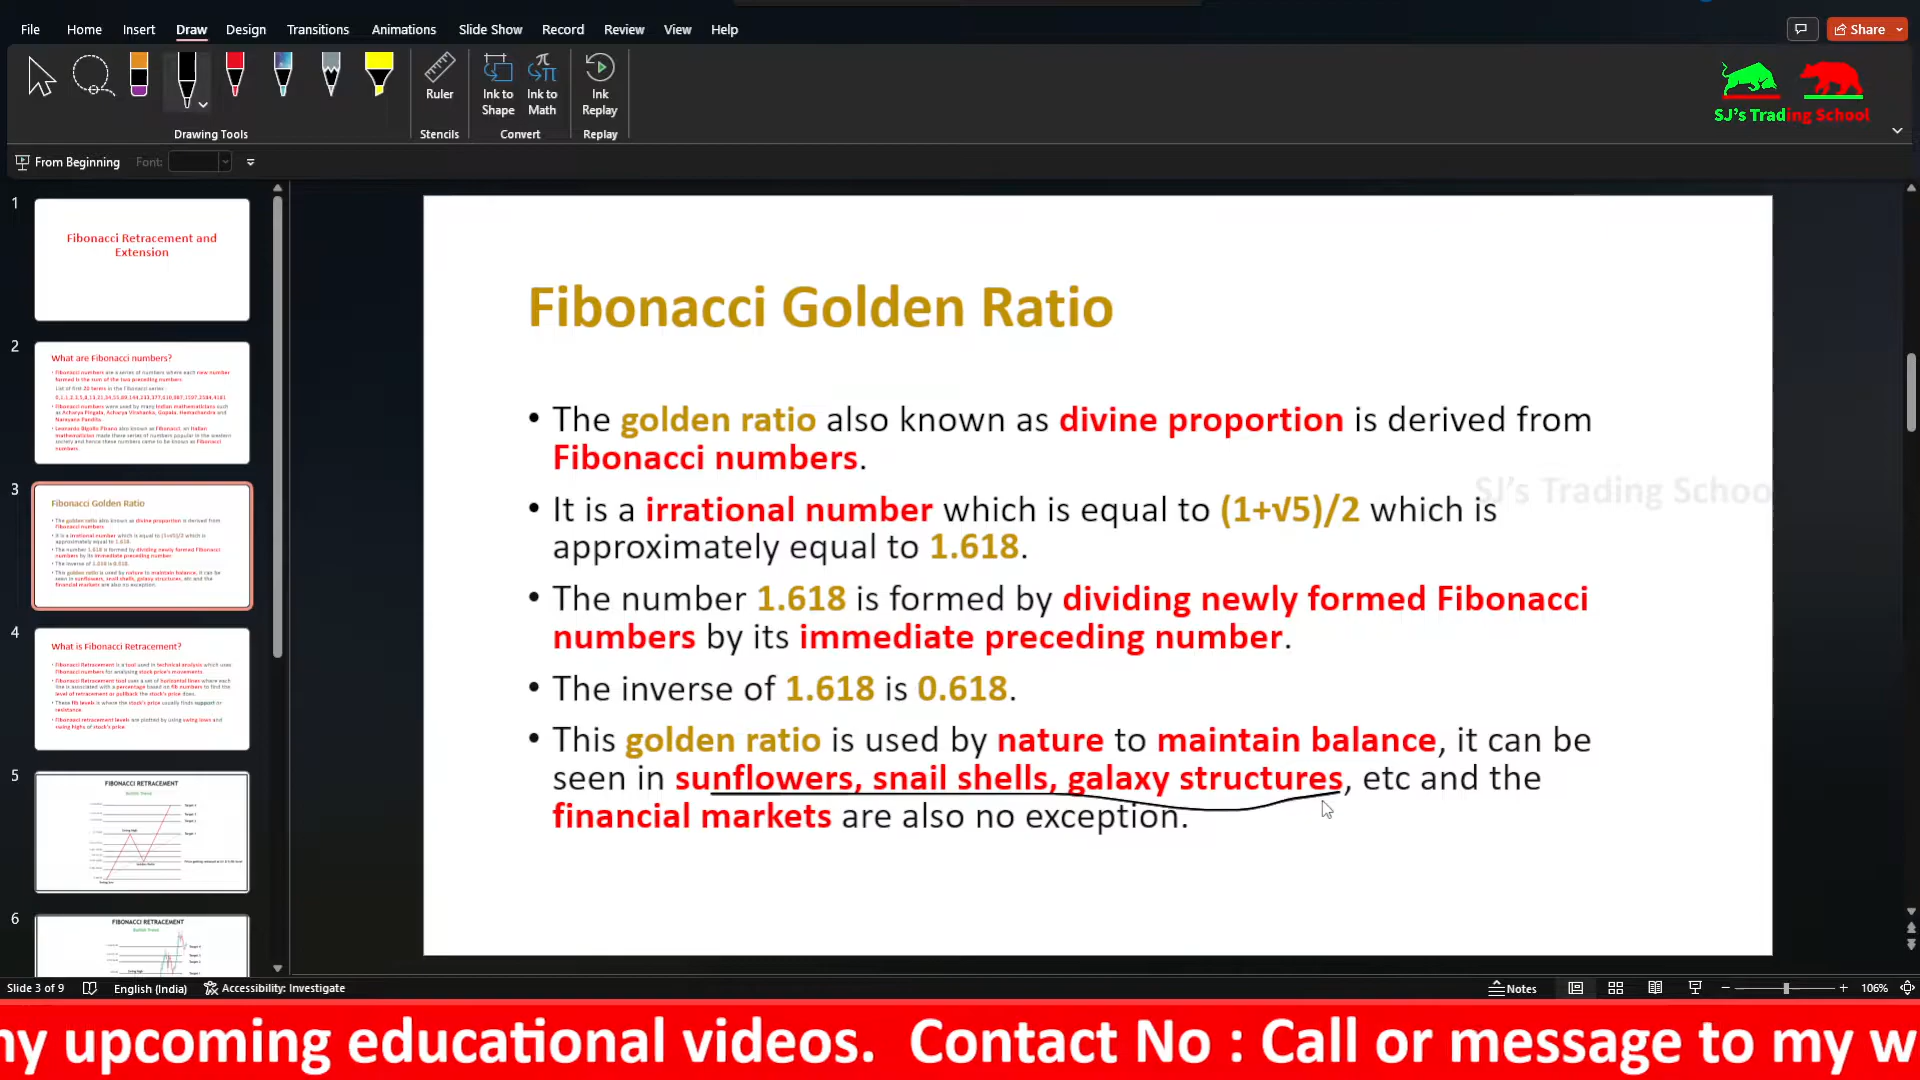 File Home Insert Draw Design Transitions Animations Slide Show Record Review View Help
Share
Ruler
Ink to Shape
Ink to Math
Ink Replay
Drawing Tools
Stencils
Convert
Replay
SJ's Trading School
From Beginning
Font:
1
Fibonacci Retracement and
Extension
2
What are Fibonacci numbers?
3
Fibonacci Golden Ratio
4
What is Fibonacci Retracement?
5
FIBONACCI RETRACEMENT
6
FIBONACCI RETRACEMENT
Fibonacci Golden Ratio
• The golden ratio also known as divine proportion is derived from
Fibonacci numbers.
SJ's Trading Schoo
• It is a irrational number which is equal to (1+√5)/2 which is
approximately equal to 1.618.
• The number 1.618 is formed by dividing newly formed Fibonacci
numbers by its immediate preceding number.
• The inverse of 1.618 is 0.618.
• This golden ratio is used by nature to maintain balance, it can be
seen in sunflowers, snail shells, galaxy structures, etc and the
financial markets are also no exception.
Slide 3 of 9
English (India)
Accessibility: Investigate
Notes
106%
ny upcoming educational videos. Contact No : Call or message to my w